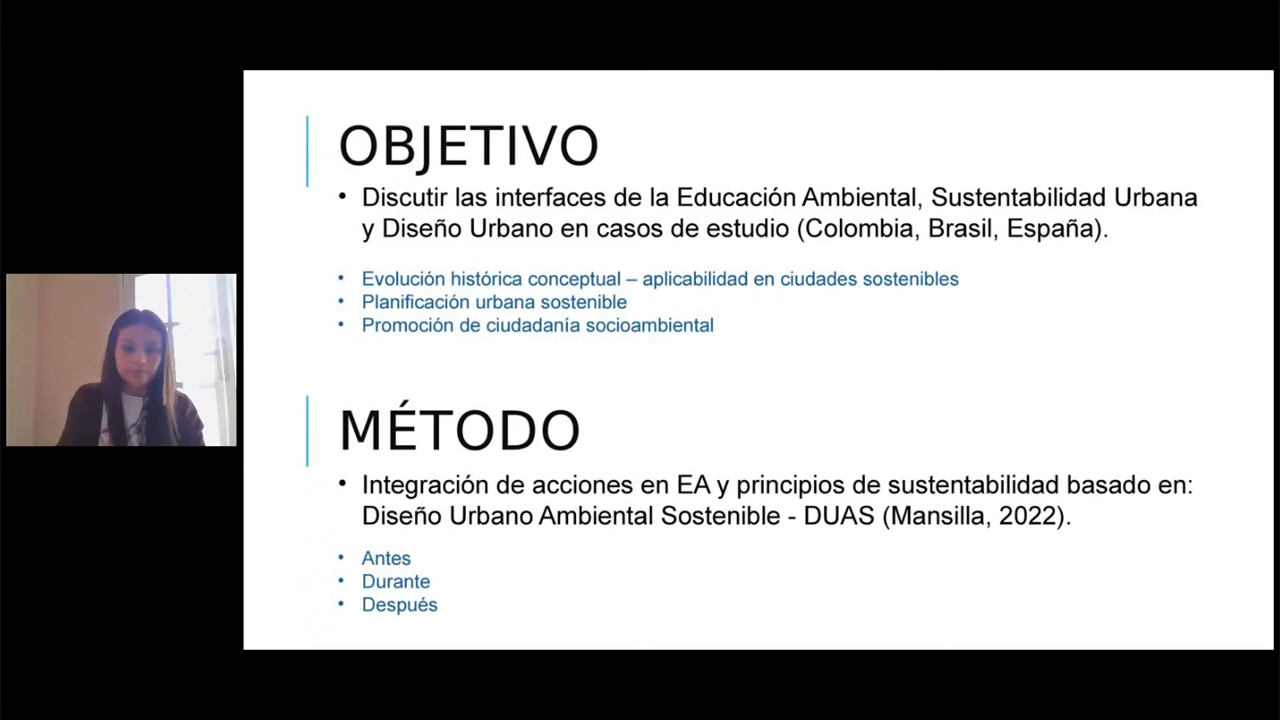 OBJETIVO
• Discutir las interfaces de la Educación Ambiental, Sustentabilidad Urbana
y Diseño Urbano en casos de estudio (Colombia, Brasil, España).
• Evolución histórica conceptual – aplicabilidad en ciudades sostenibles
• Planificación urbana sostenible
• Promoción de ciudadanía socioambiental
MÉTODO
• Integración de acciones en EA y principios de sustentabilidad basado en:
Diseño Urbano Ambiental Sostenible - DUAS (Mansilla, 2022).
• Antes
• Durante
• Después